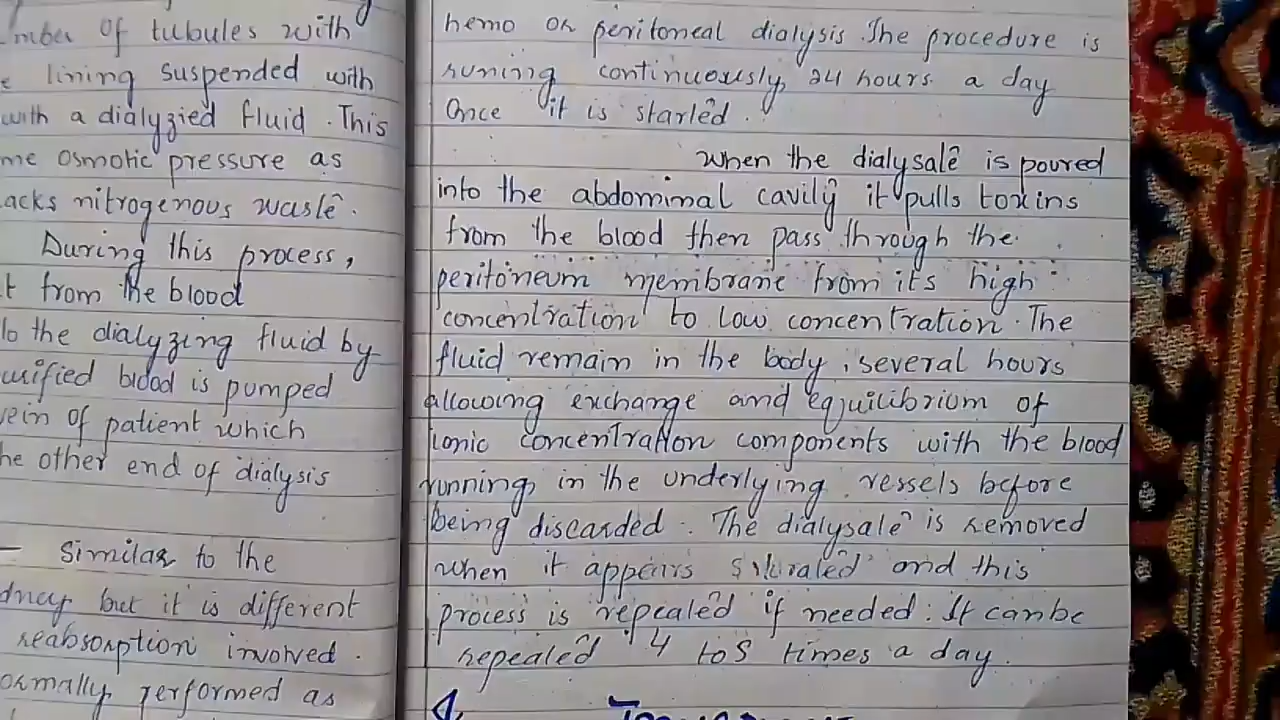 mber of tubules with
lining suspended with
with a dialyzied fluid. This
me osmotic pressure as
acks nitrogenous waste.
During this process,
t from the blood
to the dialyzing fluid by
urified blood is pumped
vein of patient which
he other end of dialysis
– Similar to the
dney but it is different
reabsorption involved.
ormally performed as
hemo or peritoneal dialysis. The procedure is
runing continuously, 24 hours a day
Once it is started.
When the dialysate is poured
into the abdominal cavity it pulls toxins
from the blood then pass through the
peritoneum membrane from its high
concentration to low concentration. The
fluid remain in the body, several hours
allowing exchange and equilibrium of
ionic concentration components with the blood
running, in the underlying vessels before
being discarded. The dialysate is removed
when it appears saturated and this
process is repeated if needed. It can be
repeated 4 to 5 times a day.